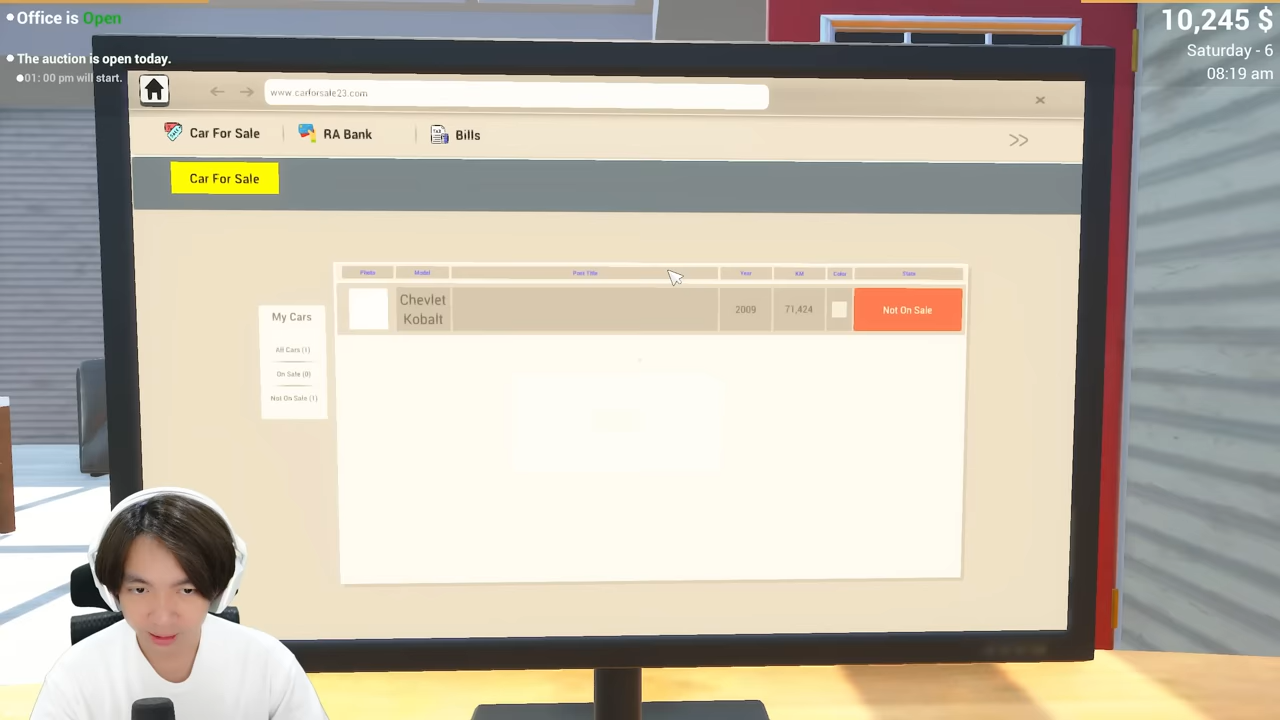 Office is Open
The auction is open today.
01: 00 pm will start.
10,245 $
Saturday - 6
08:19 am
www.carforsale23.com
Car For Sale
RA Bank
Bills
>>
Car For Sale
Photo Model Post Title Year KM Color State
Chevlet
Kobalt
2009
71,424
Not On Sale
My Cars
All Cars (1)
On Sale (0)
Not On Sale (1)